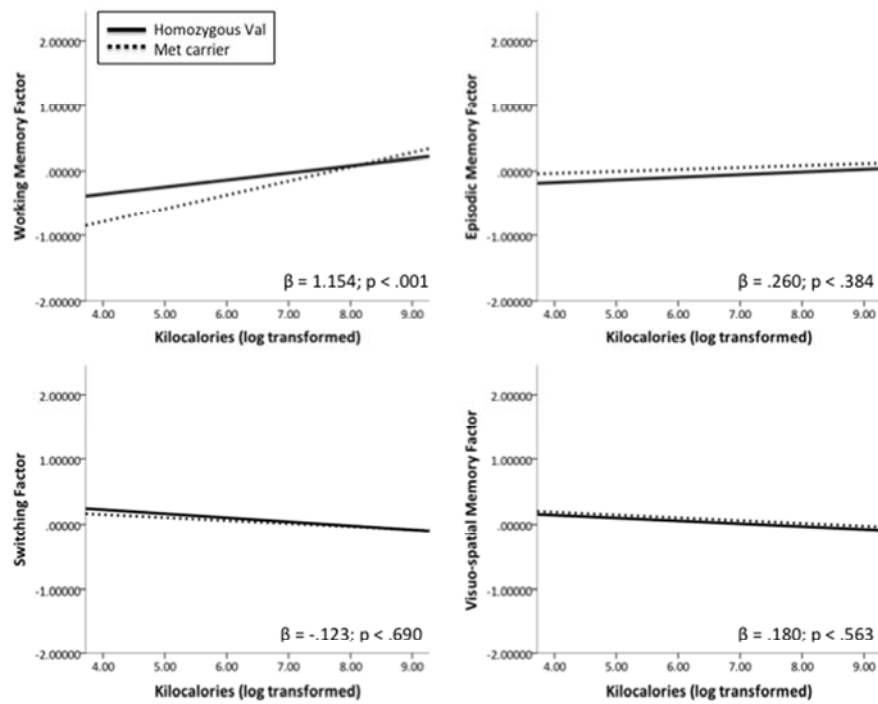 Homozygous Val
Met carrier
2.00000
1.00000
.00000
-1.00000
-2.00000
Working Memory Factor
β = 1.154; p < .001
4.00 5.00 6.00 7.00 8.00 9.00
Kilocalories (log transformed)
2.00000
1.00000
.00000
-1.00000
-2.00000
Episodic Memory Factor
β = .260; p < .384
4.00 5.00 6.00 7.00 8.00 9.00
Kilocalories (log transformed)
2.00000
1.00000
.00000
-1.00000
-2.00000
Switching Factor
β = -.123; p < .690
4.00 5.00 6.00 7.00 8.00 9.00
Kilocalories (log transformed)
2.00000
1.00000
.00000
-1.00000
-2.00000
Visuo-spatial Memory Factor
β = .180; p < .563
4.00 5.00 6.00 7.00 8.00 9.00
Kilocalories (log transformed)